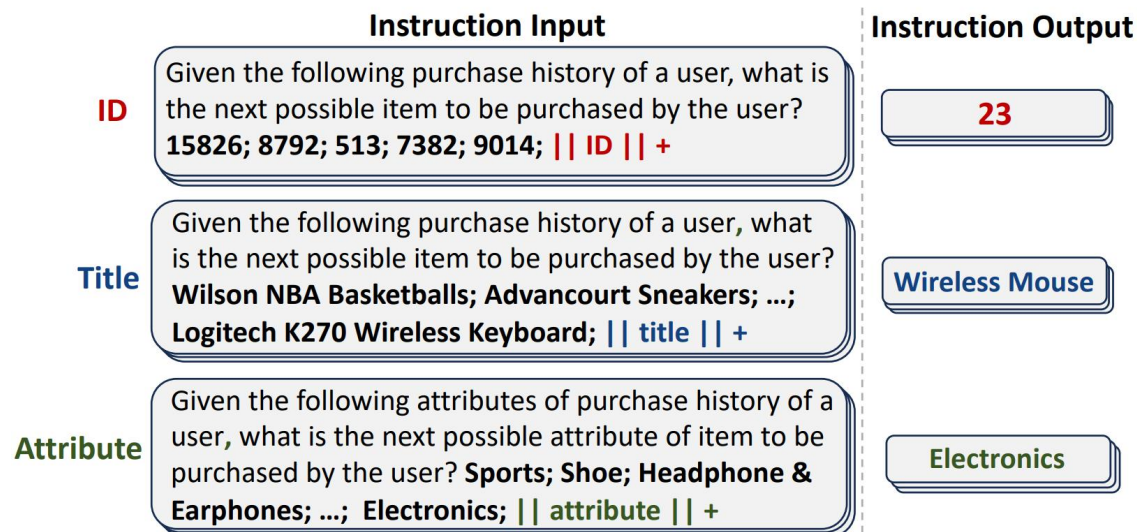 Instruction Input
Instruction Output
ID
Given the following purchase history of a user, what is
the next possible item to be purchased by the user?
15826; 8792; 513; 7382; 9014; || ID || +
23
Title
Given the following purchase history of a user, what
is the next possible item to be purchased by the user?
Wilson NBA Basketballs; Advancourt Sneakers; ...;
Logitech K270 Wireless Keyboard; || title || +
Wireless Mouse
Attribute
Given the following attributes of purchase history of a
user, what is the next possible attribute of item to be
purchased by the user? Sports; Shoe; Headphone &
Earphones; ...; Electronics; || attribute || +
Electronics